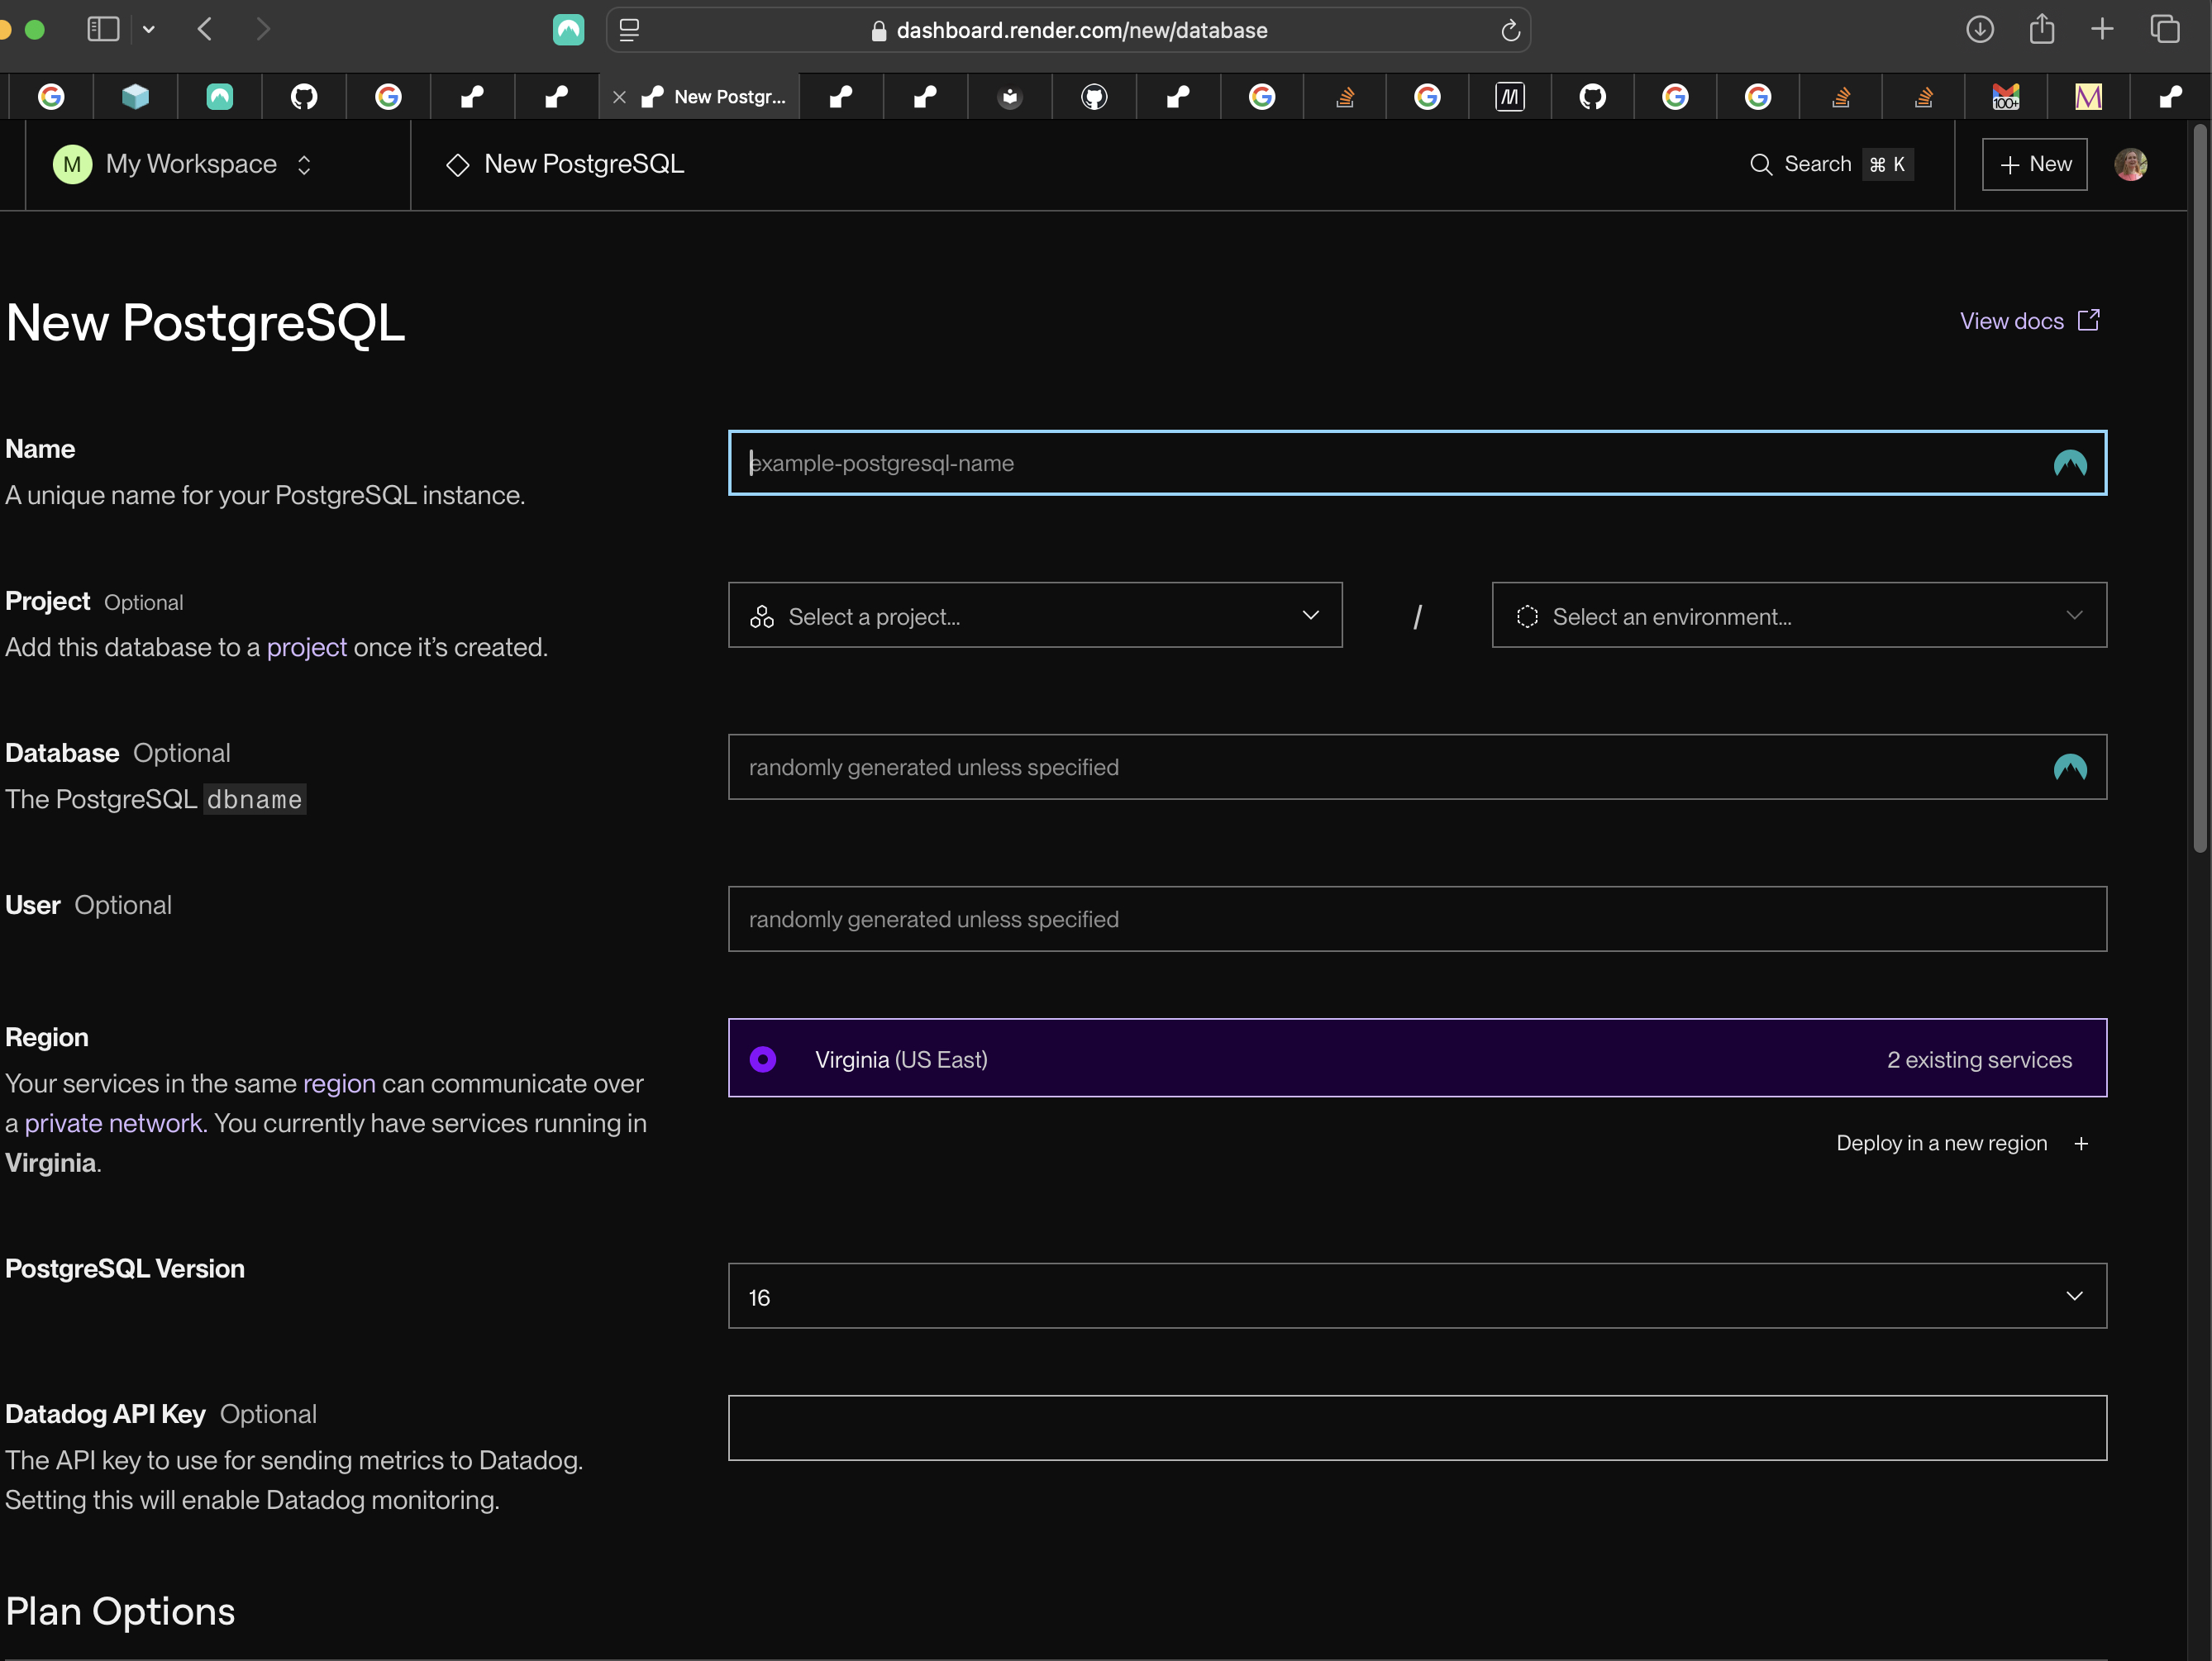 dashboard.render.com/new/database
New Postgr...
100+
M My Workspace
New PostgreSQL
Search ⌘ K
+ New
New PostgreSQL
View docs
Name
A unique name for your PostgreSQL instance.
example-postgresql-name
Project Optional
Add this database to a project once it’s created.
Select a project...
/
Select an environment...
Database Optional
The PostgreSQL dbname
randomly generated unless specified
User Optional
randomly generated unless specified
Region
Your services in the same region can communicate over
a private network. You currently have services running in
Virginia.
Virginia (US East)
2 existing services
Deploy in a new region +
PostgreSQL Version
16
Datadog API Key Optional
The API key to use for sending metrics to Datadog.
Setting this will enable Datadog monitoring.
Plan Options